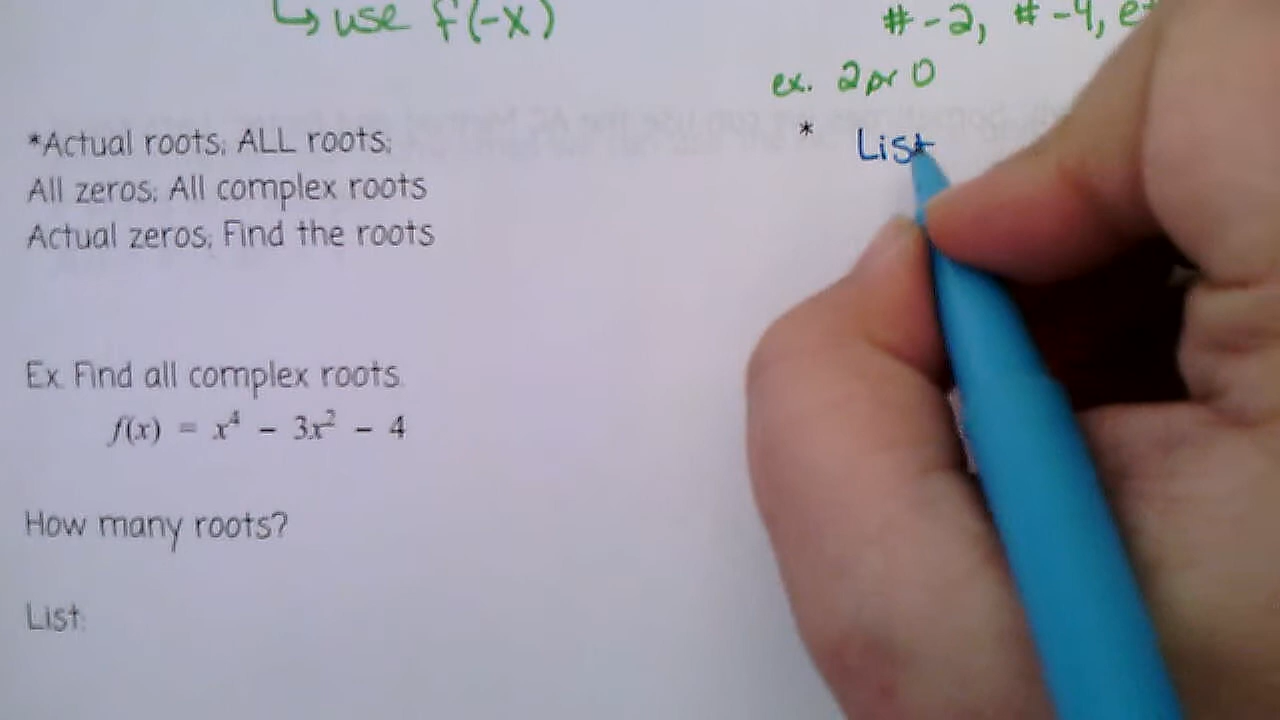 ↳ use f(-x)
#-2, #-4,
ex. 2 or 0
*Actual roots; ALL roots;
* List
All zeros; All complex roots
Actual zeros; Find the roots
Ex. Find all complex roots.
f(x) = x⁴ - 3x² - 4
How many roots?
List: